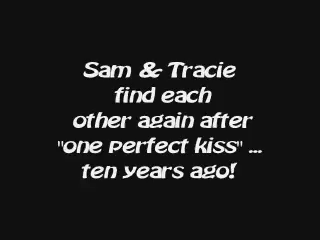 Sam & Tracie
find each
other again after
"one perfect kiss" ...
ten years ago!